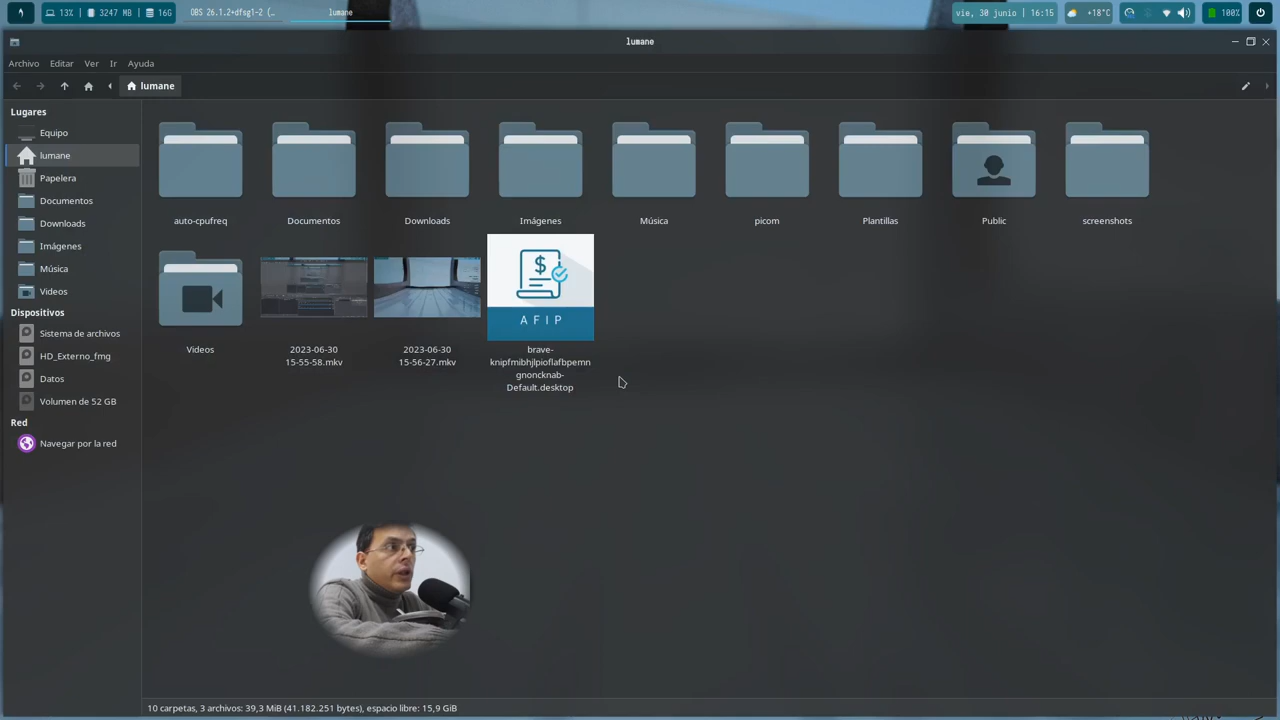 13% | 3247 MB | 16G
OBS 26.1.2+dfsg1-2 (…
lumane
vie, 30 junio | 16:15
+18°C
100%
lumane
Archivo Editar Ver Ir Ayuda
lumane
Lugares
Equipo
lumane
Papelera
Documentos
Downloads
Imágenes
Música
Videos
Dispositivos
Sistema de archivos
HD_Externo_fmg
Datos
Volumen de 52 GB
Red
Navegar por la red
auto-cpufreq
Documentos
Downloads
Imágenes
Música
picom
Plantillas
Public
screenshots
Videos
2023-06-30
15-55-58.mkv
2023-06-30
15-56-27.mkv
$
AFIP
brave-
knipfmibhjlpioflafbpemn
gnoncknab-
Default.desktop
10 carpetas, 3 archivos: 39,3 MiB (41.182.251 bytes), espacio libre: 15,9 GiB